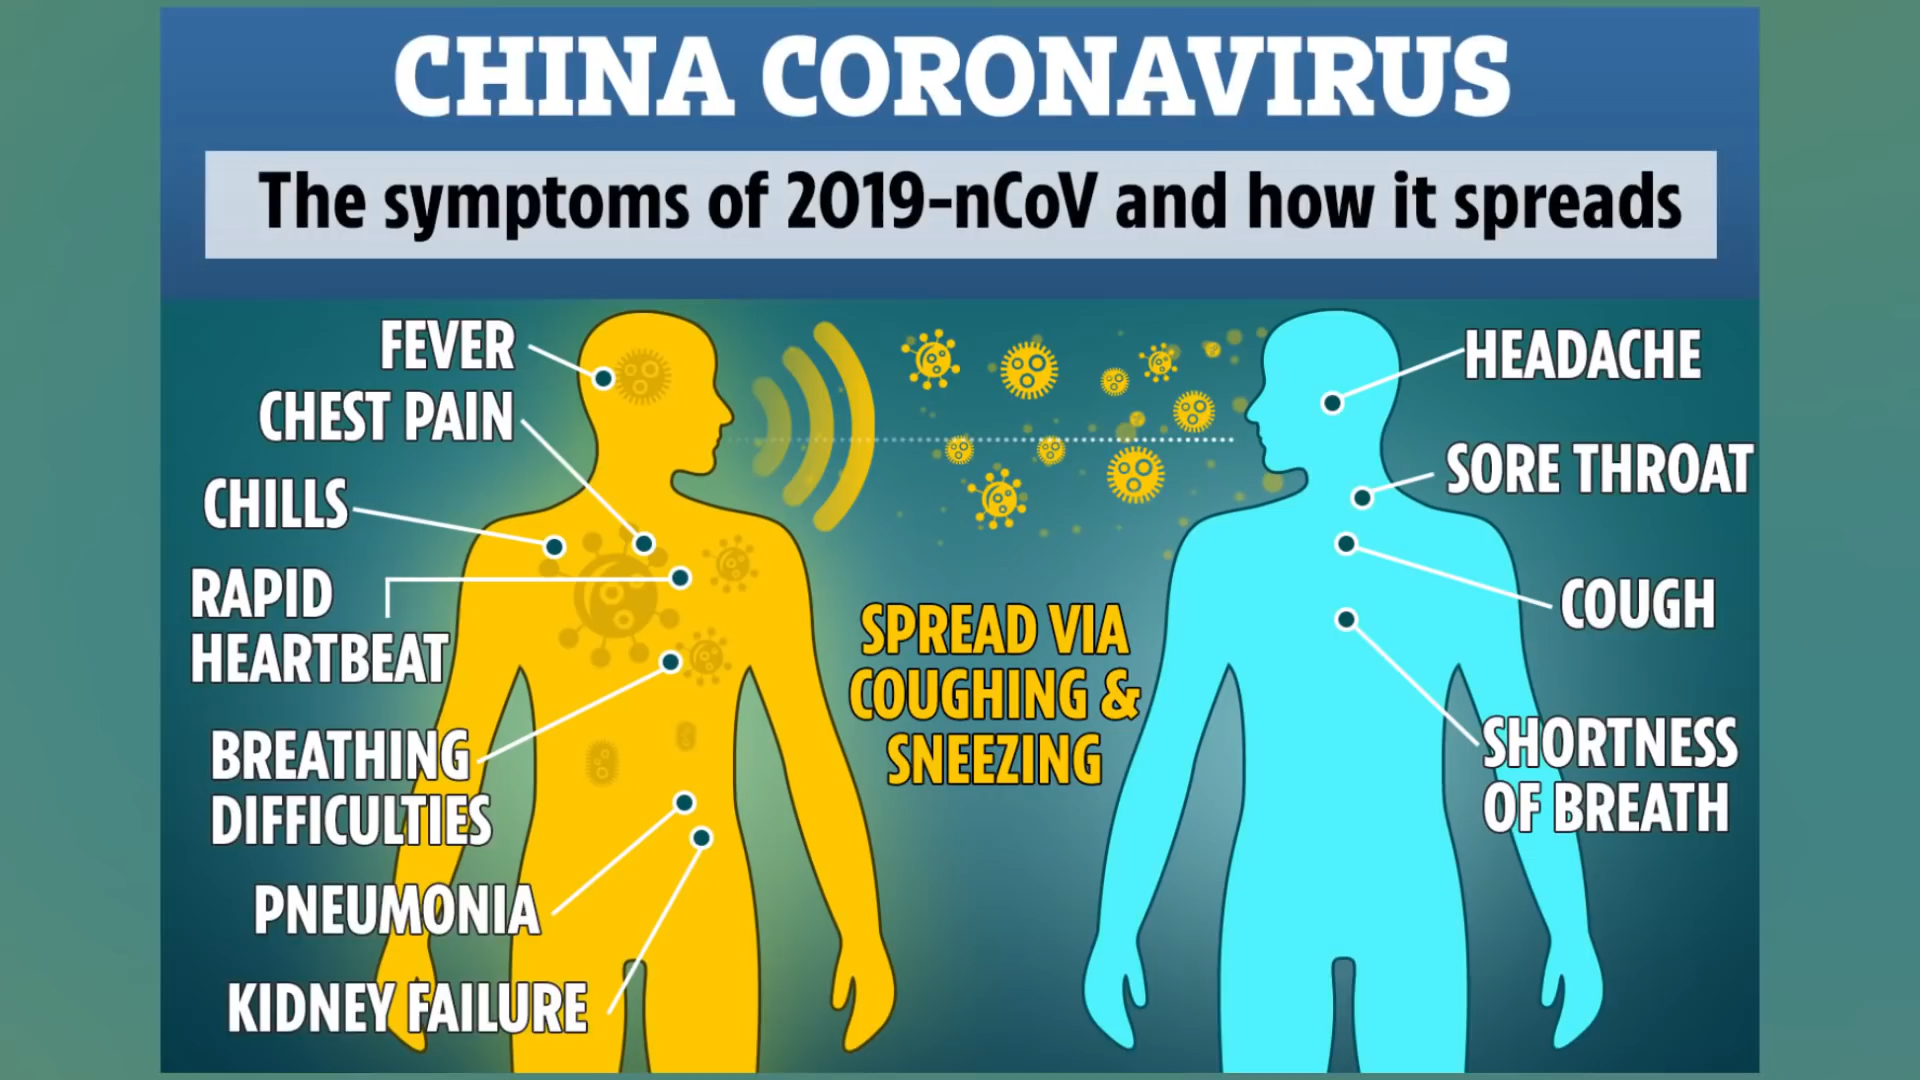 CHINA CORONAVIRUS
The symptoms of 2019-nCoV and how it spreads
FEVER
CHEST PAIN
CHILLS
RAPID
HEARTBEAT
BREATHING
DIFFICULTIES
PNEUMONIA
KIDNEY FAILURE
SPREAD VIA
COUGHING &
SNEEZING
HEADACHE
SORE THROAT
COUGH
SHORTNESS
OF BREATH